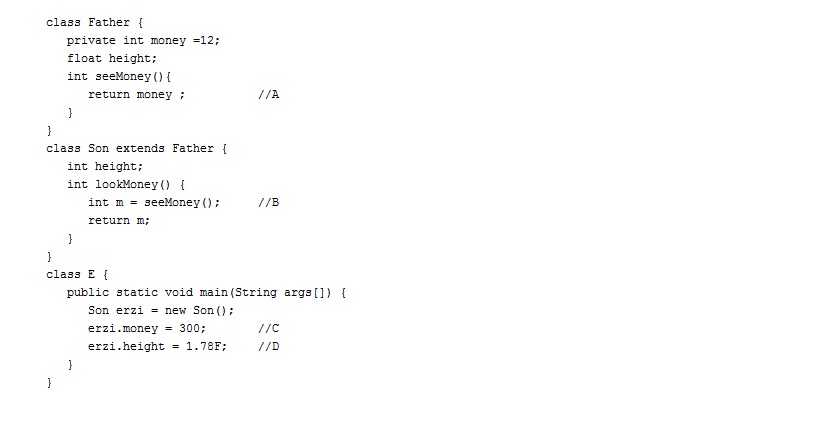 class Father {
private int money =12;
float height;
int seeMoney(){
return money ;             //A
}
}
class Son extends Father {
int height;
int lookMoney() {
int m = seeMoney();        //B
return m;
}
}
class E {
public static void main(String args[]) {
Son erzi = new Son();
erzi.money = 300;          //C
erzi.height = 1.78F;       //D
}
}